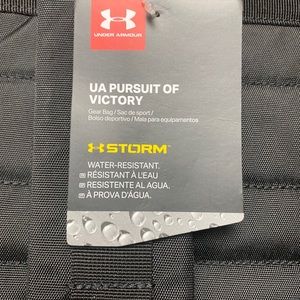 UNDER ARMOUR
UA PURSUIT OF
VICTORY
Gear Bag / Sac de sport /
Bolso deportivo / Mala para equipamentos
STORM
WATER-RESISTANT.
RÉSISTANT À L'EAU
RESISTENTE AL AGUA.
À PROVA D'ÁGUA.